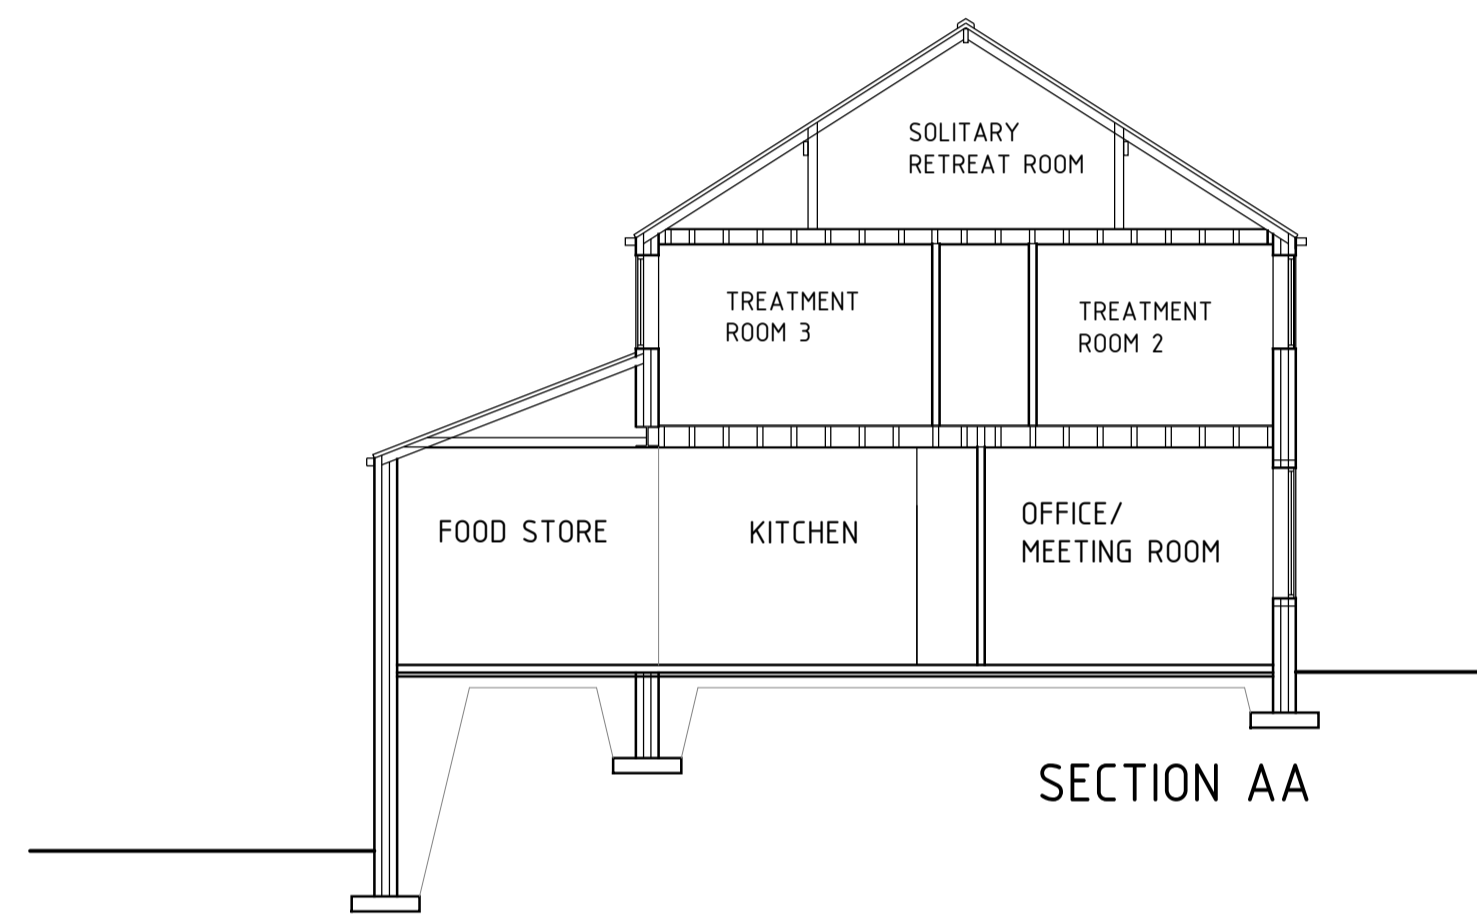 SOLITARY
RETREAT ROOM
TREATMENT
ROOM 3
TREATMENT
ROOM 2
FOOD STORE
KITCHEN
OFFICE/
MEETING ROOM
SECTION AA